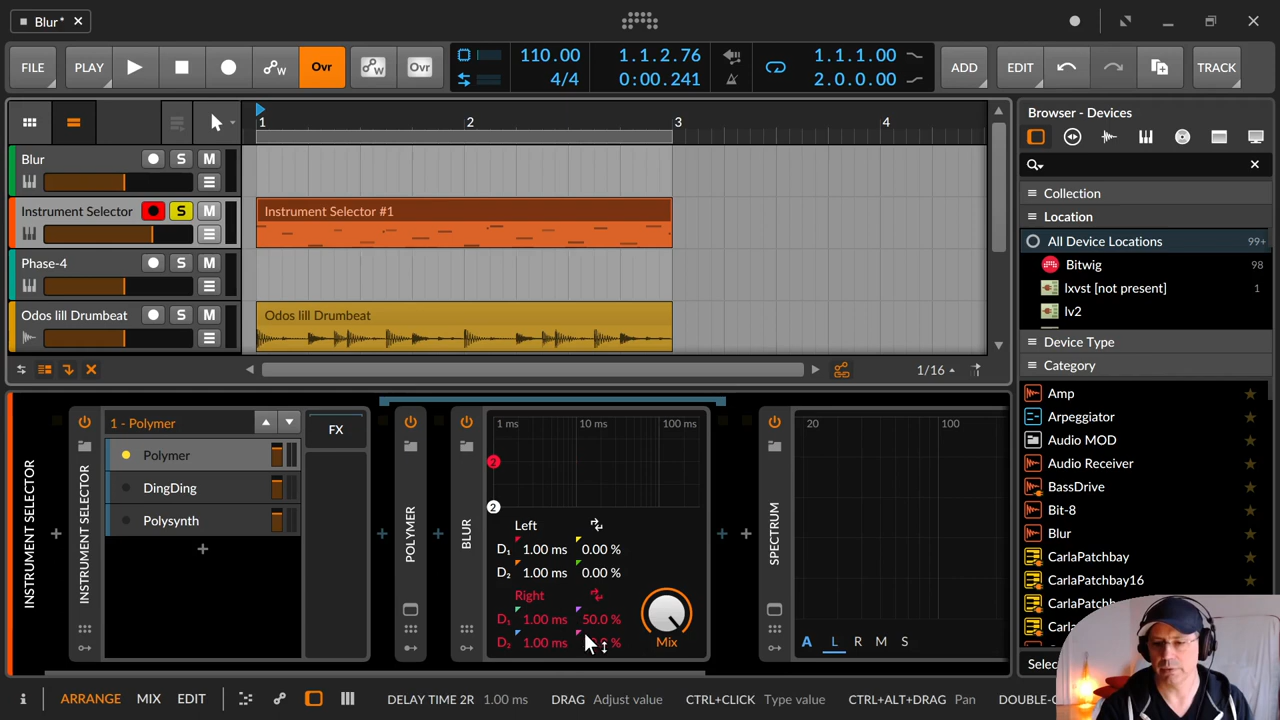 Blur*
FILE
PLAY
Ovr
Ovr
110.00
4/4
1.1.2.76
0:00.241
1.1.1.00
2.0.0.00
ADD
EDIT
TRACK
1
2
3
4
Blur
S
M
Instrument Selector
S
M
Instrument Selector #1
Phase-4
S
M
Odos lill Drumbeat
S
M
Odos lill Drumbeat
1/16
Browser - Devices
Collection
Location
All Device Locations
99+
Bitwig
98
lxvst [not present]
1
lv2
Device Type
Category
Amp
Arpeggiator
Audio MOD
Audio Receiver
BassDrive
Bit-8
Blur
CarlaPatchbay
CarlaPatchbay16
INSTRUMENT SELECTOR
INSTRUMENT SELECTOR
1 - Polymer
Polymer
DingDing
Polysynth
FX
POLYMER
BLUR
1 ms
10 ms
100 ms
2
2
Left
D1 1.00 ms 0.00 %
D2 1.00 ms 0.00 %
Right
D1 1.00 ms 50.0 %
D2 1.00 ms
Mix
SPECTRUM
20
100
A
L
R
M
S
ARRANGE
MIX
EDIT
DELAY TIME 2R
1.00 ms
DRAG
Adjust value
CTRL+CLICK
Type value
CTRL+ALT+DRAG
Pan